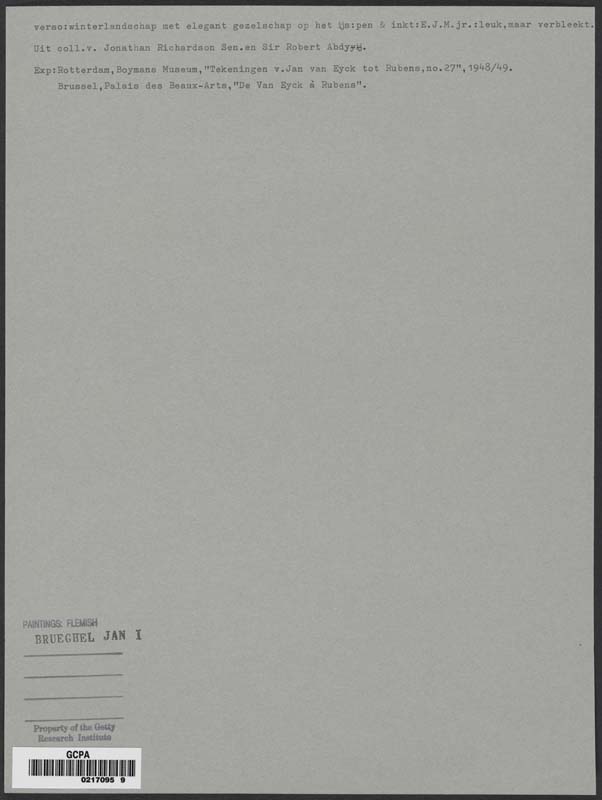 verso:winterlandschap met elegant gezelschap op het ijs:pen & inkt:E.J.M.jr.:leuk,maar verbleekt.
Uit coll.v. Jonathan Richardson Sen.en Sir Robert Abdy.
Exp:Rotterdam,Boymans Museum,"Tekeningen v.Jan van Eyck tot Rubens,no.27",1948/49.
Brussel,Palais des Beaux-Arts,"De Van Eyck à Rubens".
PAINTINGS: FLEMISH
BRUEGHEL JAN I
Property of the Getty
Research Institute
GCPA
0217095 9